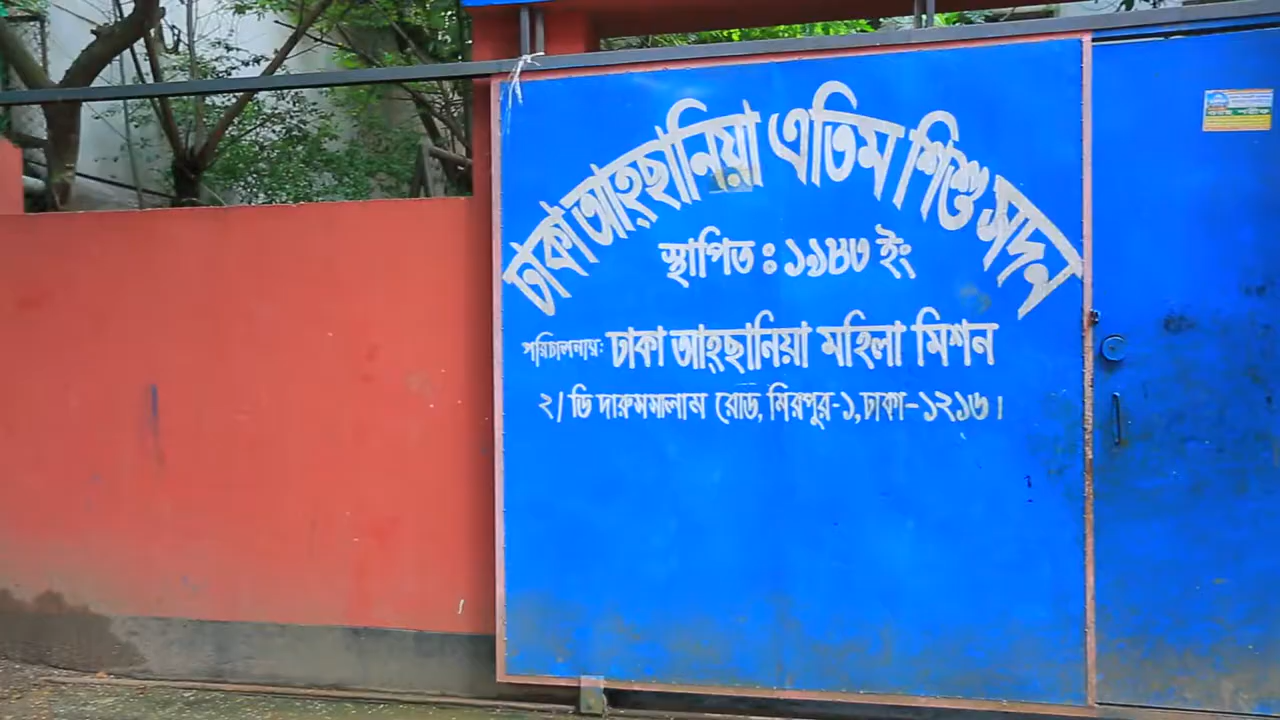 ঢাকা আহ্ছানিয়া এতিম শিশু সদন
স্থাপিত : ১৯৮৩ ইং
পরিচালনায়: ঢাকা আহ্ছানিয়া মহিলা মিশন
২/ ডি দারুসসালাম রোড, মিরপুর-১, ঢাকা-১২১৬।